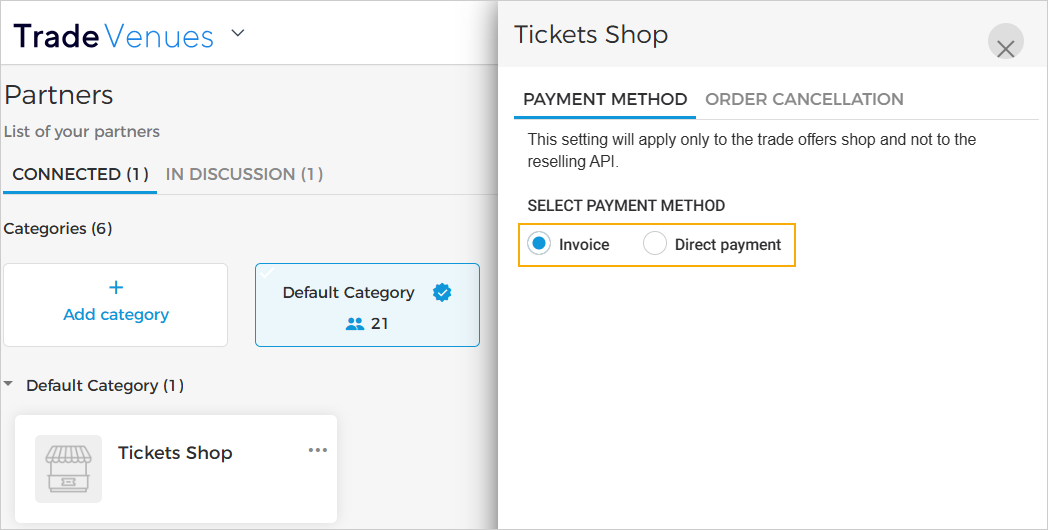 Trade Venues
Partners
List of your partners
CONNECTED (1) IN DISCUSSION (1)
Categories (6)
+
Add category
Default Category
21
Default Category (1)
Tickets Shop
Tickets Shop
PAYMENT METHOD ORDER CANCELLATION
This setting will apply only to the trade offers shop and not to the
reselling API.
SELECT PAYMENT METHOD
Invoice Direct payment